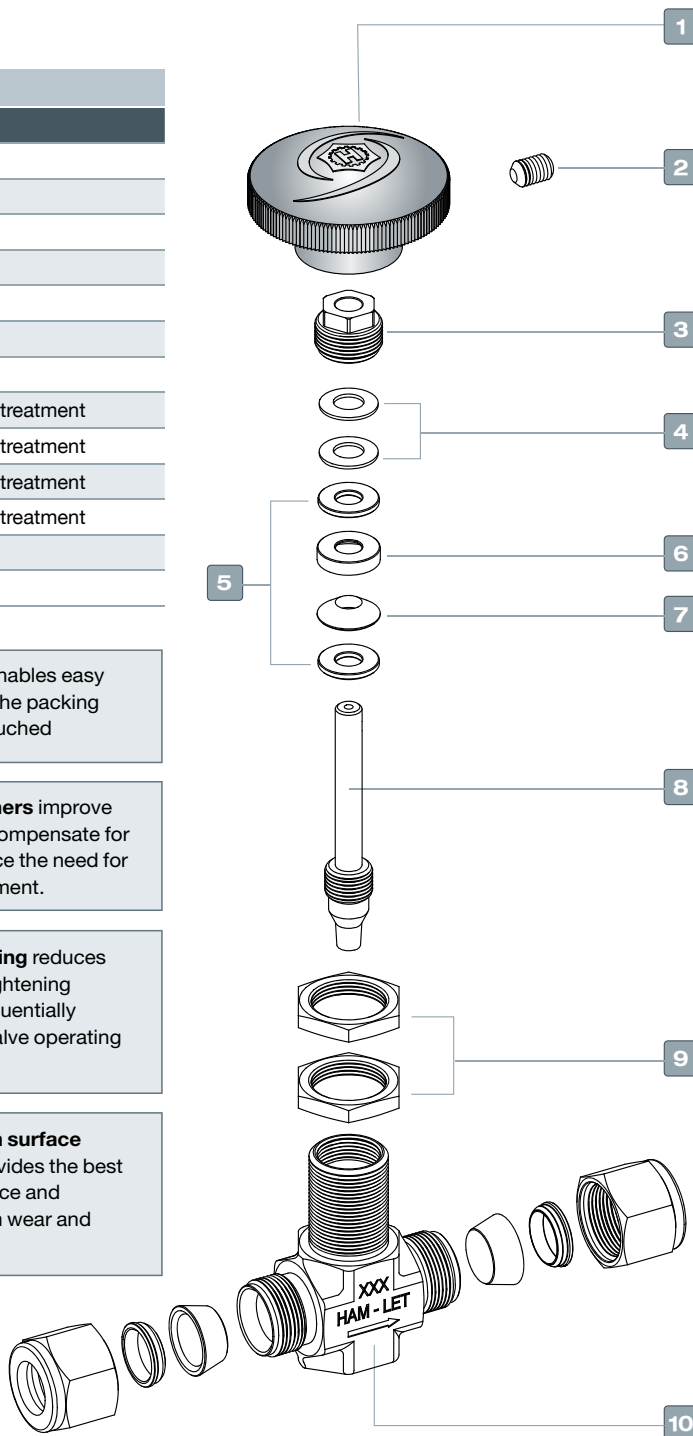 1
2
3
4
5
6
7
8
9
10
treatment
treatment
treatment
treatment
nables easy
he packing
uched
ners improve
ompensate for
ce the need for
ment.
ing reduces
ghtening
uentially
alve operating
n surface
vides the best
ce and
n wear and
XXX
HAM - LET